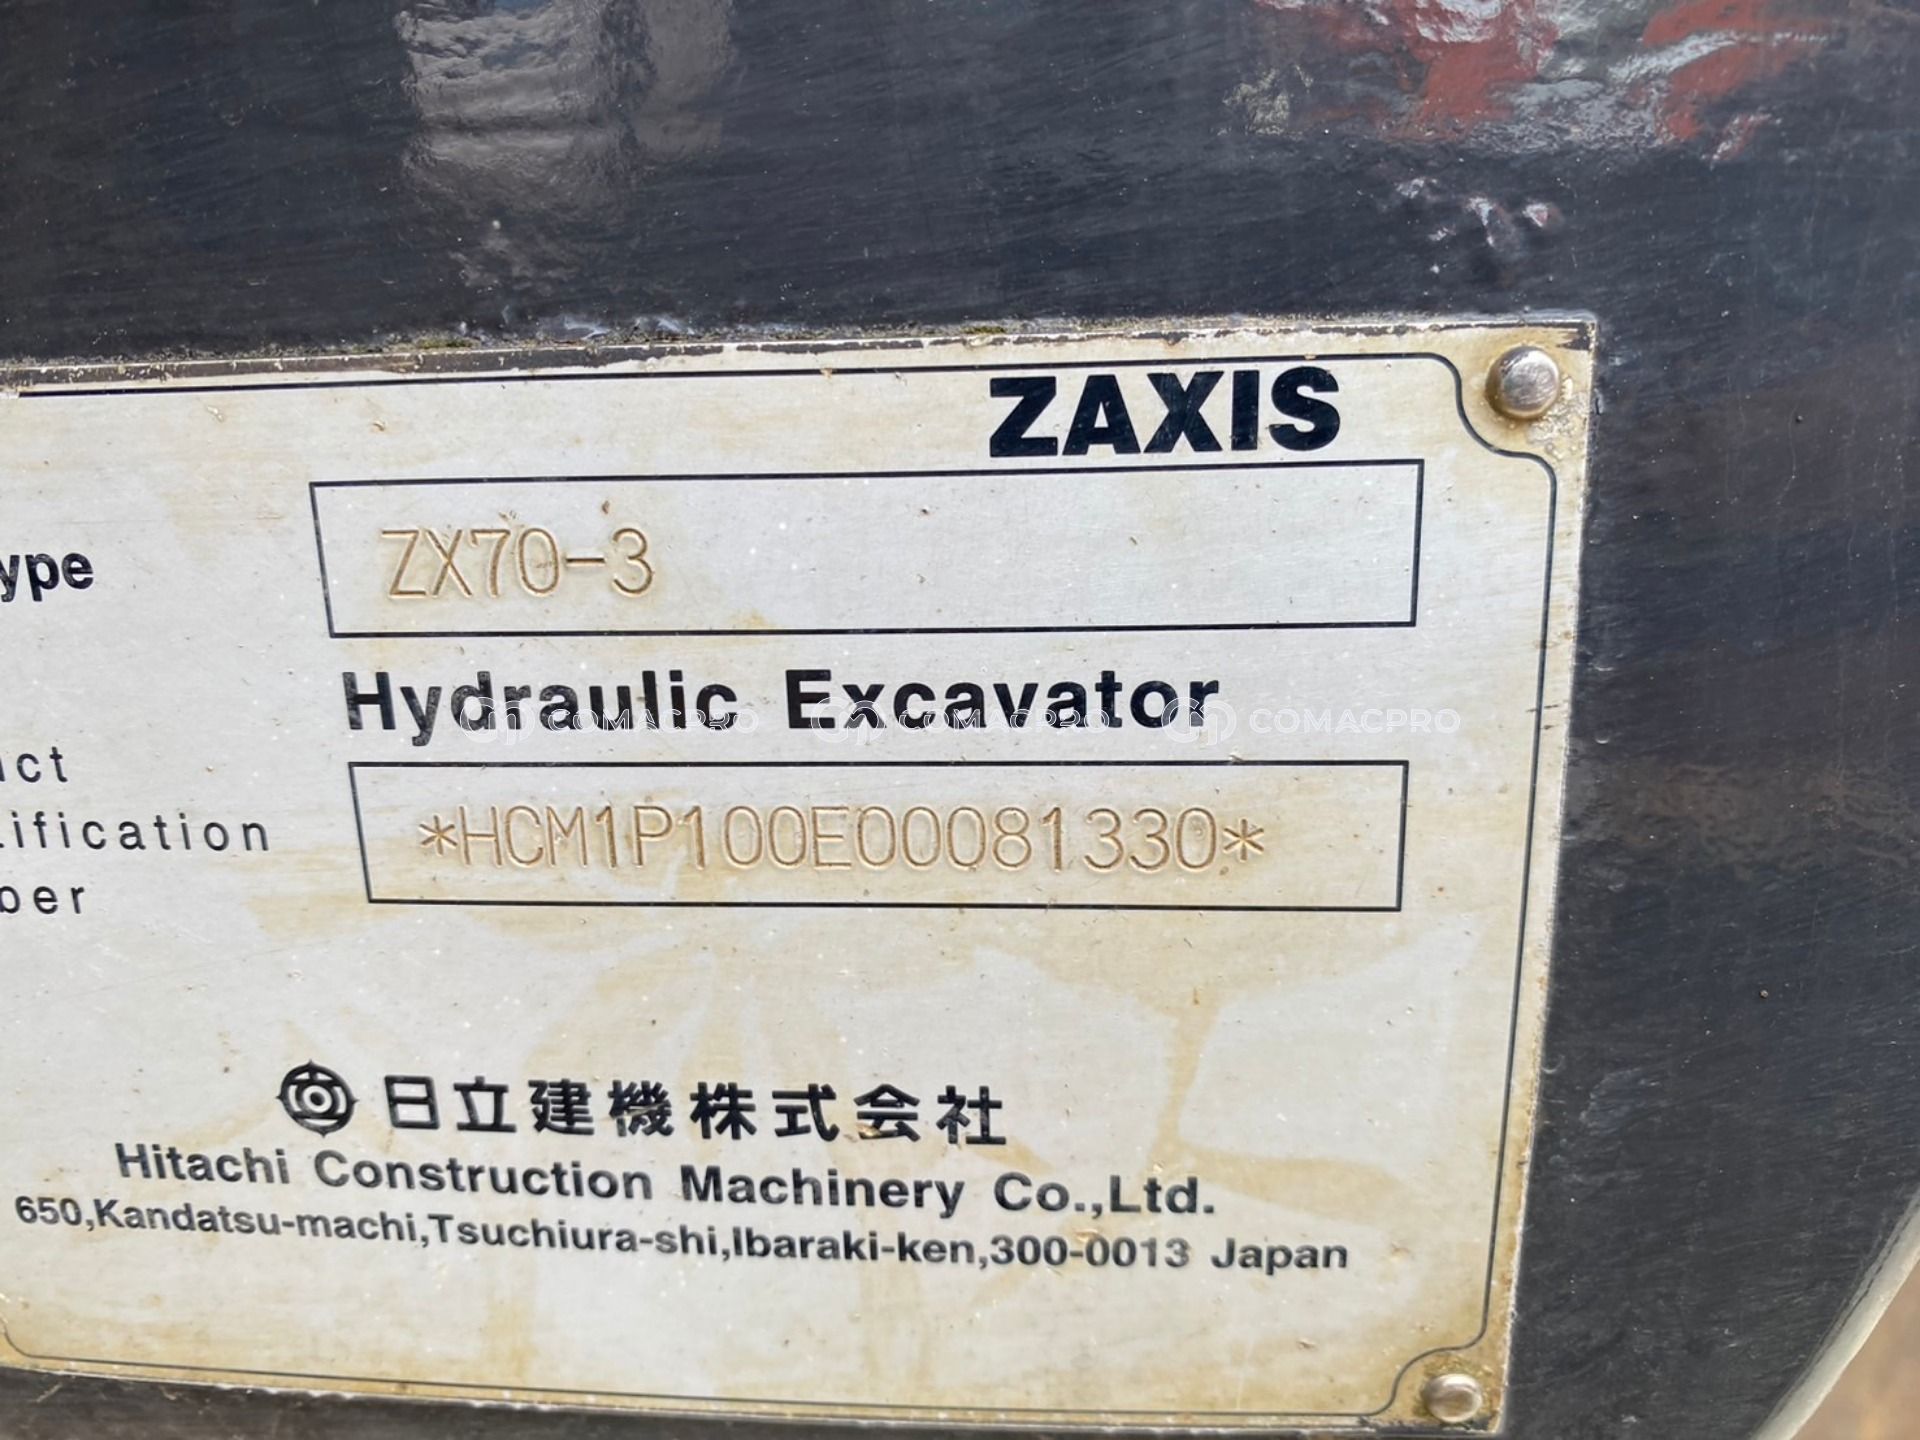 ZAXIS
ype
ZX70-3
Hydraulic Excavator
COMACPRO COMACPRO COMACPRO
ct
ification
ber
*HCM1P100E00081330*
日立建機株式会社
Hitachi Construction Machinery Co.,Ltd.
650,Kandatsu-machi,Tsuchiura-shi,Ibaraki-ken,300-0013 Japan